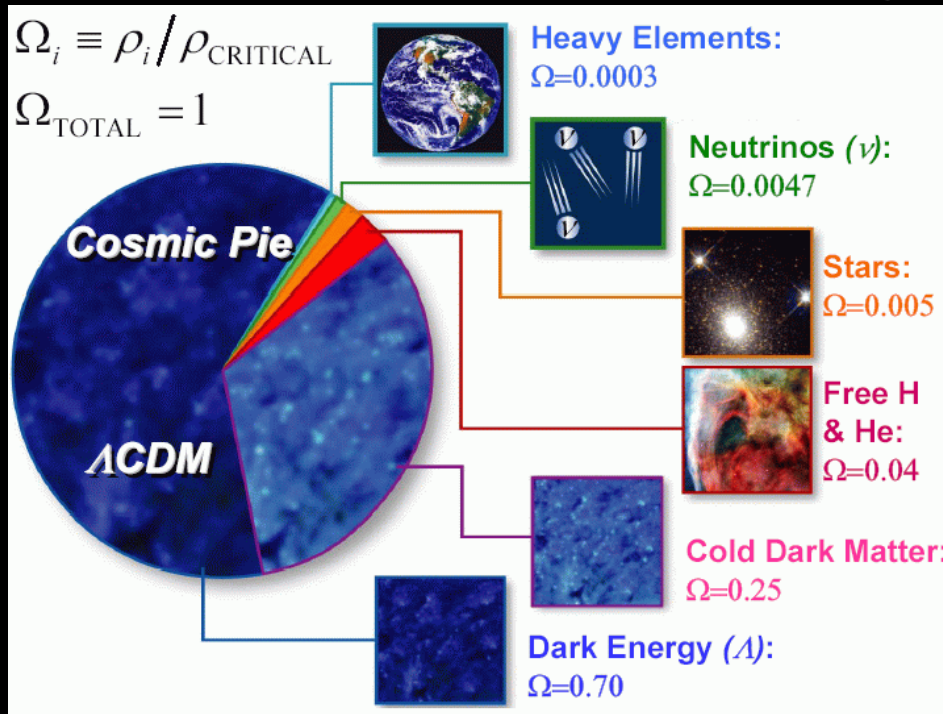 Ωᵢ ≡ ρᵢ/ρCRITICAL
ΩTOTAL = 1
Heavy Elements:
Ω=0.0003
ν ν
ν
Neutrinos (ν):
Ω=0.0047
Cosmic Pie
Stars:
Ω=0.005
Free H
& He:
Ω=0.04
ΛCDM
Cold Dark Matter:
Ω=0.25
Dark Energy (Λ):
Ω=0.70